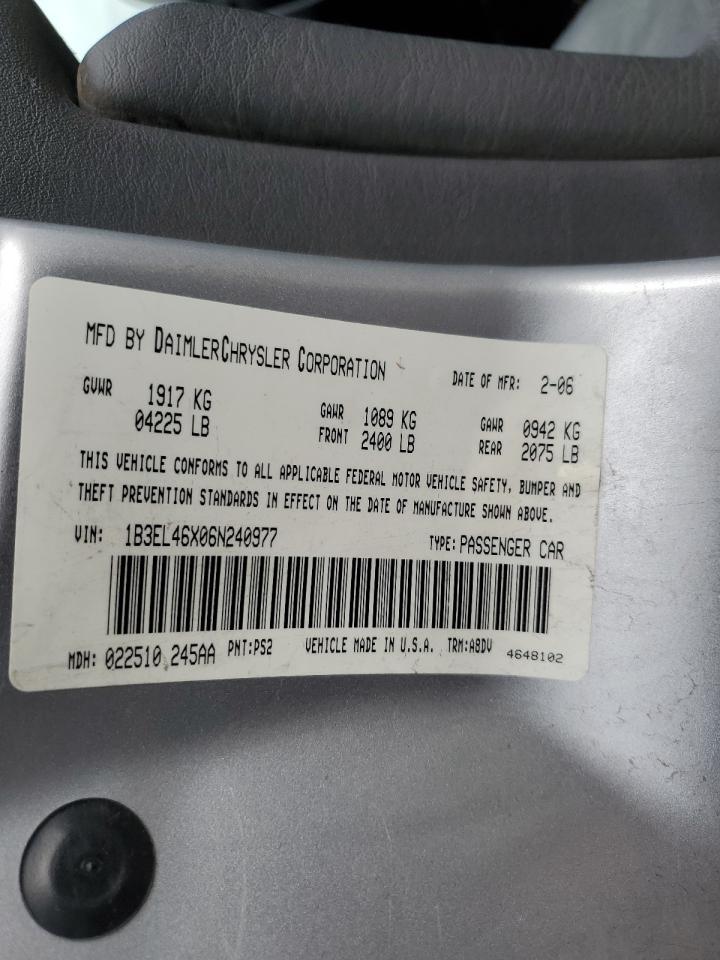 MFD BY DAIMLERCHRYSLER CORPORATION DATE OF MFR: 2-06
GVWR 1917 KG GAWR 1089 KG GAWR 0942 KG
04225 LB FRONT 2400 LB REAR 2075 LB
THIS VEHICLE CONFORMS TO ALL APPLICABLE FEDERAL MOTOR VEHICLE SAFETY, BUMPER AND
THEFT PREVENTION STANDARDS IN EFFECT ON THE DATE OF MANUFACTURE SHOWN ABOVE.
VIN: 1B3EL46X06N240977 TYPE: PASSENGER CAR
MDH: 022510 245AA PNT:PS2 VEHICLE MADE IN U.S.A. TRM:A8DV 4648102